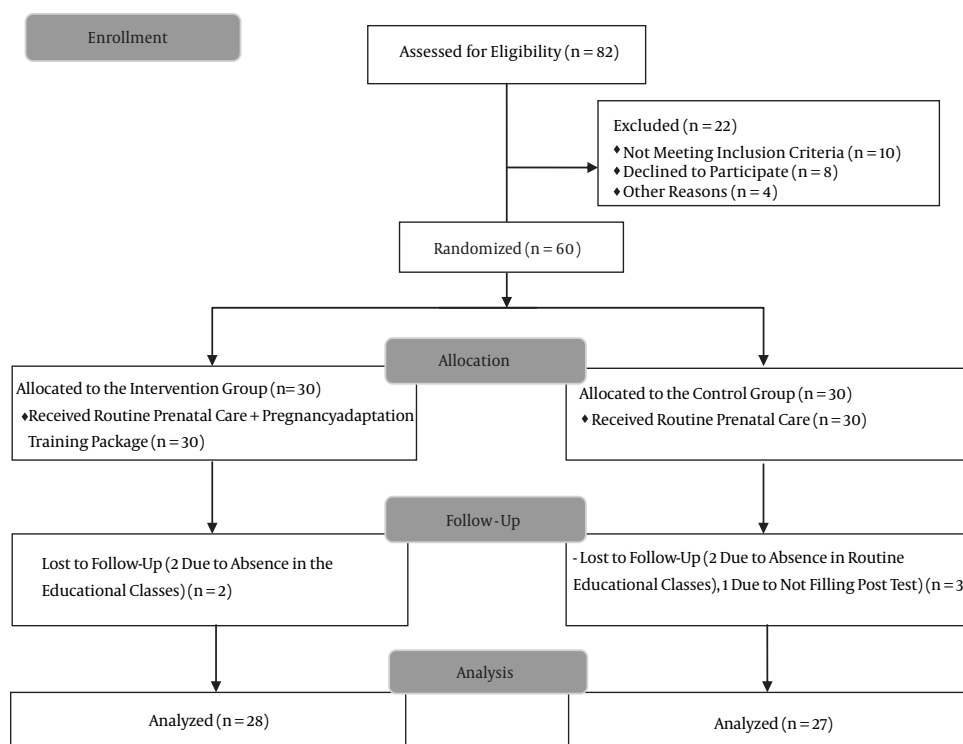 Enrollment
Assessed for Eligibility (n = 82)
Excluded (n = 22)
♦ Not Meeting Inclusion Criteria (n = 10)
♦ Declined to Participate (n = 8)
♦ Other Reasons (n = 4)
Randomized (n = 60)
Allocation
Allocated to the Intervention Group (n= 30)
♦Received Routine Prenatal Care + Pregnancyadaptation
Training Package (n = 30)
Allocated to the Control Group (n = 30)
♦ Received Routine Prenatal Care (n = 30)
Follow-Up
Lost to Follow-Up (2 Due to Absence in the
Educational Classes) (n = 2)
- Lost to Follow-Up (2 Due to Absence in Routine
Educational Classes), 1 Due to Not Filling Post Test) (n = 3
Analysis
Analyzed (n = 28)
Analyzed (n = 27)